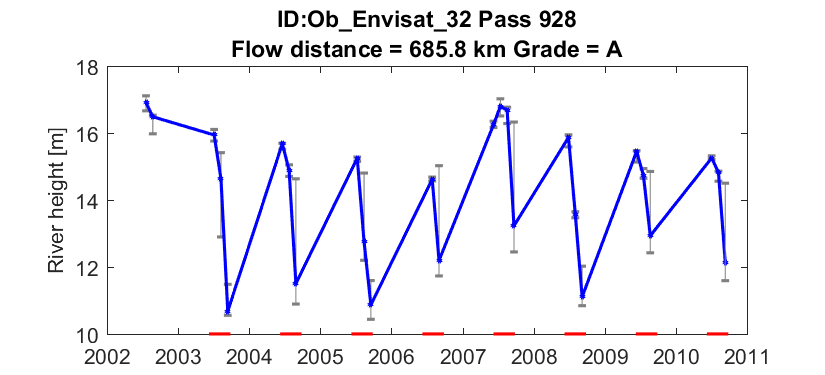 ID:Ob_Envisat_32 Pass 928
Flow distance = 685.8 km Grade = A
River height [m]
18
16
14
12
10
2002 2003 2004 2005 2006 2007 2008 2009 2010 2011